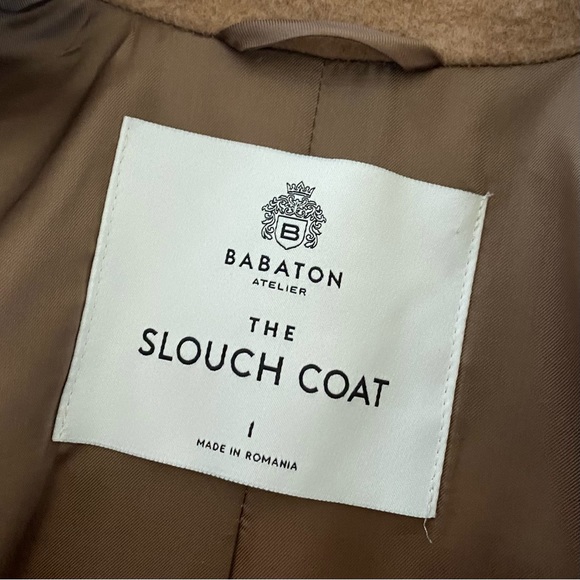 B
BABATON
ATELIER
THE
SLOUCH COAT
1
MADE IN ROMANIA